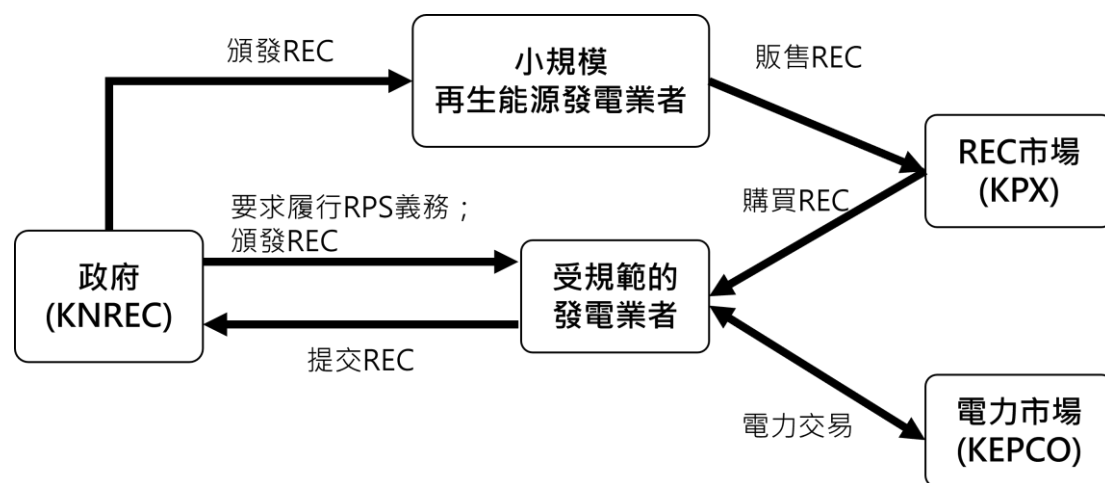 頒發REC
小規模
再生能源發電業者
販售REC
REC市場
(KPX)
要求履行RPS義務；
頒發REC
購買REC
政府
(KNREC)
受規範的
發電業者
提交REC
電力交易
電力市場
(KEPCO)